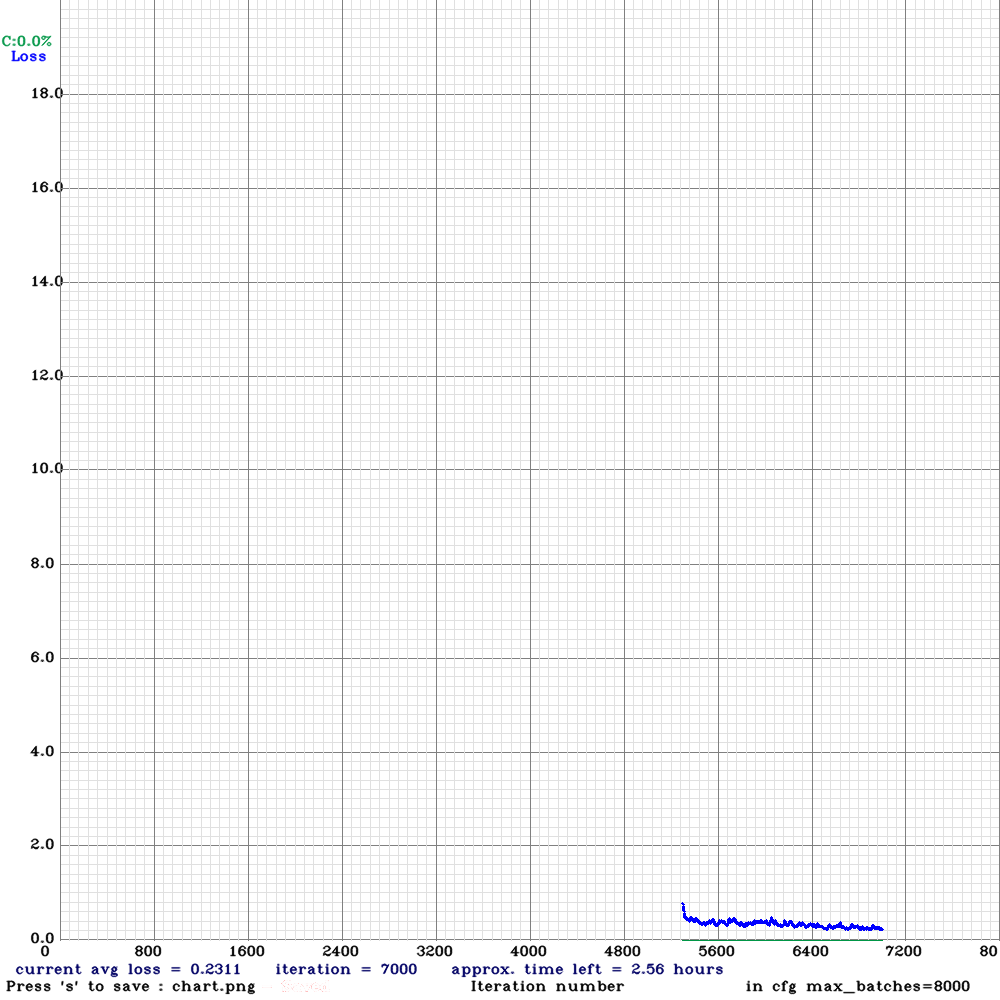 C:0.0%
Loss
18.0
16.0
14.0
12.0
10.0
8.0
6.0
4.0
2.0
0.0
0 800 1600 2400 3200 4000 4800 5600 6400 7200 80
current avg loss = 0.2311 iteration = 7000 approx. time left = 2.56 hours
Press 's' to save : chart.png Iteration number in cfg max_batches=8000